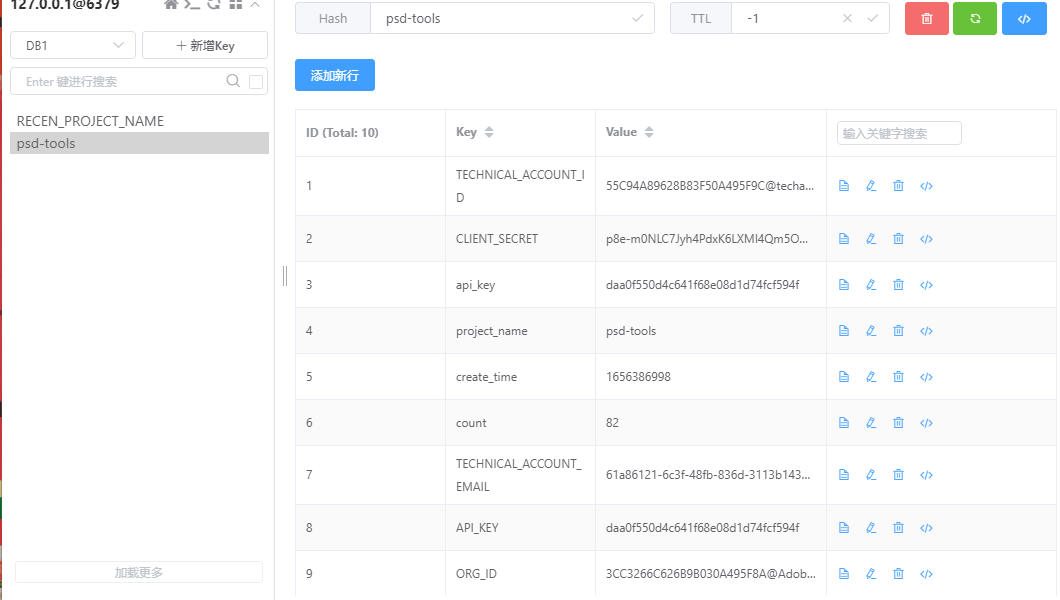 127.0.0.1@6379
DB1
新增Key
Enter 键进行搜索
RECEN_PROJECT_NAME
psd-tools
加载更多
Hash psd-tools TTL -1
添加新行
ID (Total: 10) Key Value 输入关键字搜索
1 TECHNICAL_ACCOUNT_I
D 55C94A89628B83F50A495F9C@techa...
2 CLIENT_SECRET p8e-m0NLC7Jyh4PdxK6LXMl4Qm5O...
3 api_key daa0f550d4c641f68e08d1d74fcf594f
4 project_name psd-tools
5 create_time 1656386998
6 count 82
7 TECHNICAL_ACCOUNT_
EMAIL 61a86121-6c3f-48fb-836d-3113b143...
8 API_KEY daa0f550d4c641f68e08d1d74fcf594f
9 ORG_ID 3CC3266C626B9B030A495F8A@Adob...